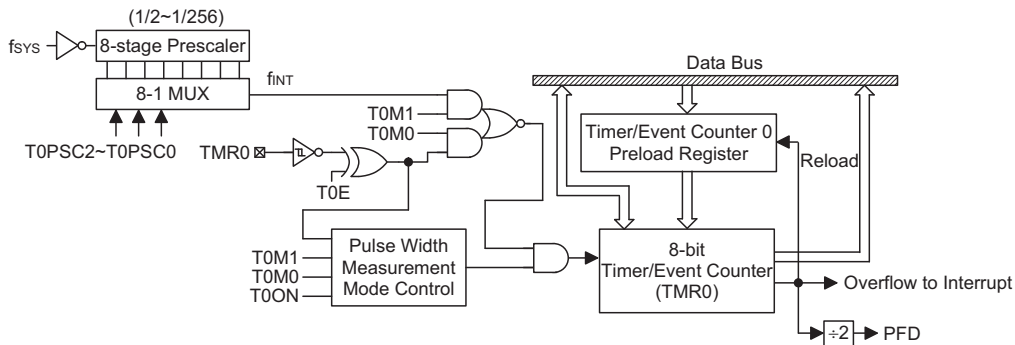 (1/2~1/256)
fSYS
8-stage Prescaler
8-1 MUX
fINT
T0PSC2~T0PSC0
T0M1
T0M0
TMR0
T0E
T0M1
T0M0
T0ON
Pulse Width
Measurement
Mode Control
Data Bus
Timer/Event Counter 0
Preload Register
Reload
8-bit
Timer/Event Counter
(TMR0)
Overflow to Interrupt
÷2
PFD